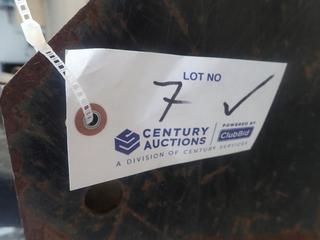 LOT NO
7 ✓
CENTURY AUCTIONS
POWERED BY
ClubBid
A DIVISION OF CENTURY SERVICES